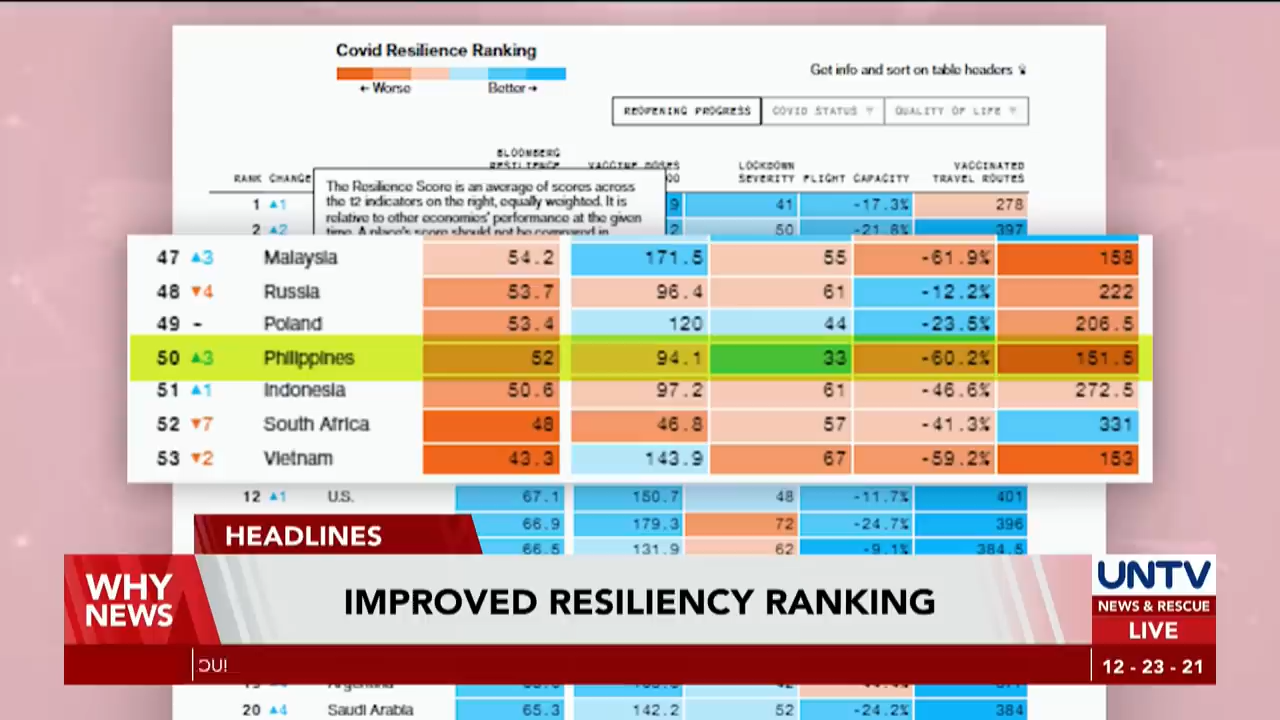 Covid Resilience Ranking
Get info and sort on table headers
← Worse Better →
REOPENING PROGRESS COVID STATUS QUALITY OF LIFE
BLOOMBERG
RESILIENCE VACCINE DOSES LOCKDOWN VACCINATED
RANK CHANGE SEVERITY FLIGHT CAPACITY TRAVEL ROUTES
The Resilience Score is an average of scores across
the 12 indicators on the right, equally weighted. It is
relative to other economies' performance at the given
time. A place's score should not be compared in
1 ▲1 41 -17.3% 278
2 ▲2 50 -21.8% 397
47 ▲3 Malaysia 54.2 171.5 55 -61.9% 158
48 ▼4 Russia 53.7 96.4 61 -12.2% 222
49 - Poland 53.4 120 44 -23.5% 206.5
50 ▲3 Philippines 52 94.1 33 -60.2% 151.5
51 ▲1 Indonesia 50.6 97.2 61 -46.6% 272.5
52 ▼7 South Africa 48 46.8 57 -41.3% 331
53 ▼2 Vietnam 43.3 143.9 67 -59.2% 153
12 ▲1 U.S. 67.1 150.7 48 -11.7% 401
66.9 179.3 72 -24.7% 396
66.5 131.9 62 -9.1% 384.5
HEADLINES
WHY
NEWS
IMPROVED RESILIENCY RANKING
UNTV
NEWS & RESCUE
LIVE
OU!
12 - 23 - 21
Argentina
20 ▲4 Saudi Arabia 65.3 142.2 52 -24.2% 384